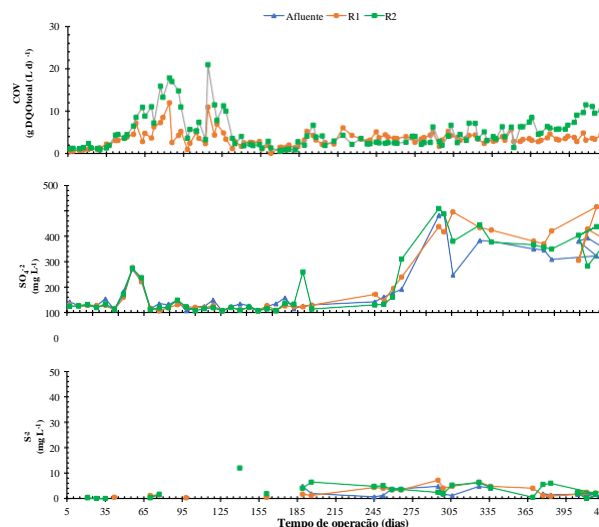 Afluente R1 R2
30
20
10
0
COV
(g DQOtotal (L d) ⁻¹)
500
400
300
200
100
0
SO₄⁻²
(mg L⁻¹)
50
40
30
20
10
0
S⁻²
(mg L⁻¹)
5 35 65 95 125 155 185 215 245 275 305 335 365 395 4
Tempo de operação (dias)